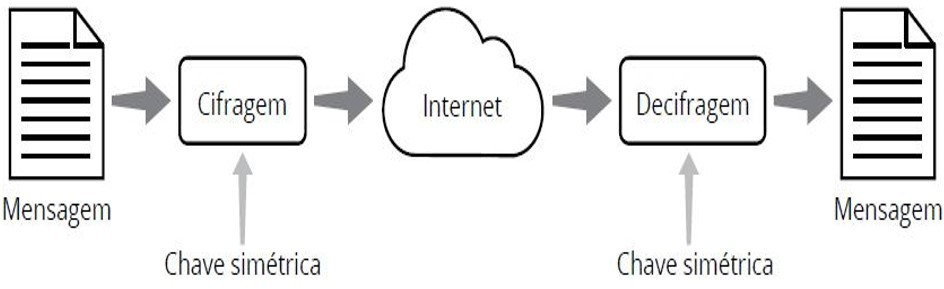 Cifragem
Internet
Decifragem
Mensagem
Mensagem
Chave simétrica
Chave simétrica